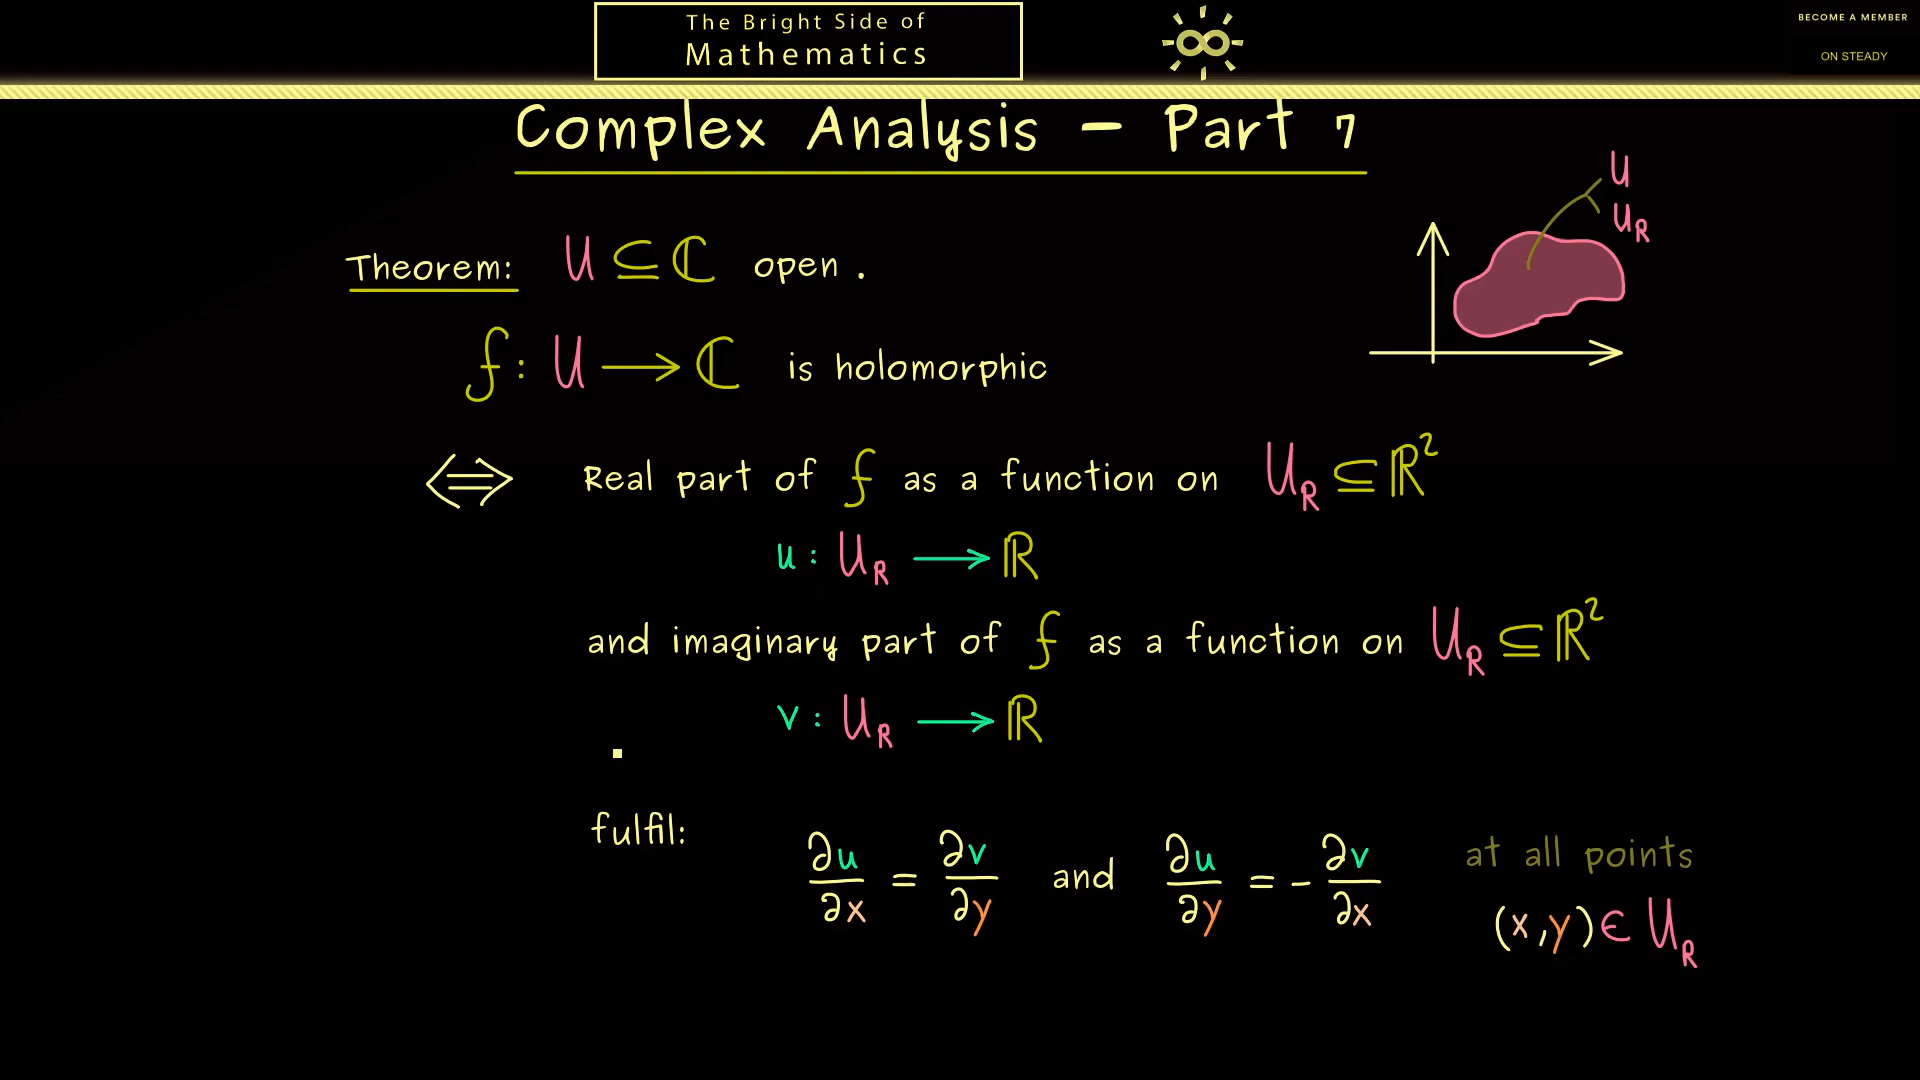 The Bright Side of
Mathematics
BECOME A MEMBER
ON STEADY
Complex Analysis – Part 7
U
U_R
Theorem: U ⊆ ℂ open .
f : U ⟶ ℂ is holomorphic
⟺ Real part of f as a function on U_R ⊆ ℝ²
u : U_R ⟶ ℝ
and imaginary part of f as a function on U_R ⊆ ℝ²
v : U_R ⟶ ℝ
fulfil: ∂u/∂x = ∂v/∂y and ∂u/∂y = − ∂v/∂x at all points
(x,y) ∈ U_R